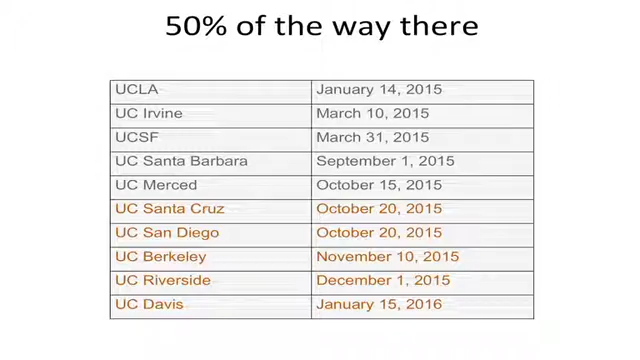 50% of the way there
UCLA January 14, 2015
UC Irvine March 10, 2015
UCSF March 31, 2015
UC Santa Barbara September 1, 2015
UC Merced October 15, 2015
UC Santa Cruz October 20, 2015
UC San Diego October 20, 2015
UC Berkeley November 10, 2015
UC Riverside December 1, 2015
UC Davis January 15, 2016